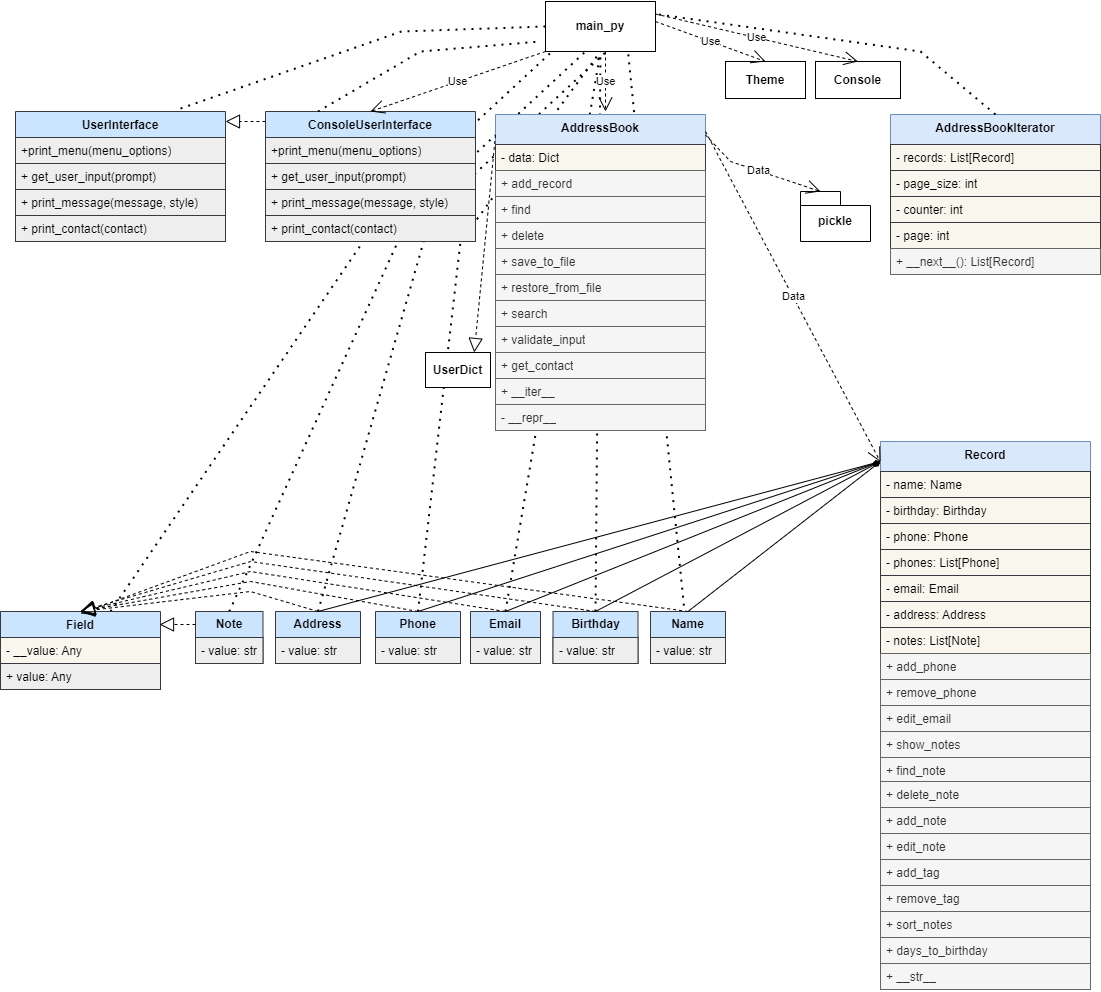 main_py
Use
Use
Use
Use
Theme
Console
UserInterface
+print_menu(menu_options)
+ get_user_input(prompt)
+ print_message(message, style)
+ print_contact(contact)
ConsoleUserInterface
+print_menu(menu_options)
+ get_user_input(prompt)
+ print_message(message, style)
+ print_contact(contact)
AddressBook
- data: Dict
+ add_record
+ find
+ delete
+ save_to_file
+ restore_from_file
+ search
+ validate_input
+ get_contact
+ __iter__
- __repr__
Data
pickle
AddressBookIterator
- records: List[Record]
- page_size: int
- counter: int
- page: int
+ __next__(): List[Record]
Data
UserDict
Field
- __value: Any
+ value: Any
Note
- value: str
Address
- value: str
Phone
- value: str
Email
- value: str
Birthday
- value: str
Name
- value: str
Record
- name: Name
- birthday: Birthday
- phone: Phone
- phones: List[Phone]
- email: Email
- address: Address
- notes: List[Note]
+ add_phone
+ remove_phone
+ edit_email
+ show_notes
+ find_note
+ delete_note
+ add_note
+ edit_note
+ add_tag
+ remove_tag
+ sort_notes
+ days_to_birthday
+ __str__